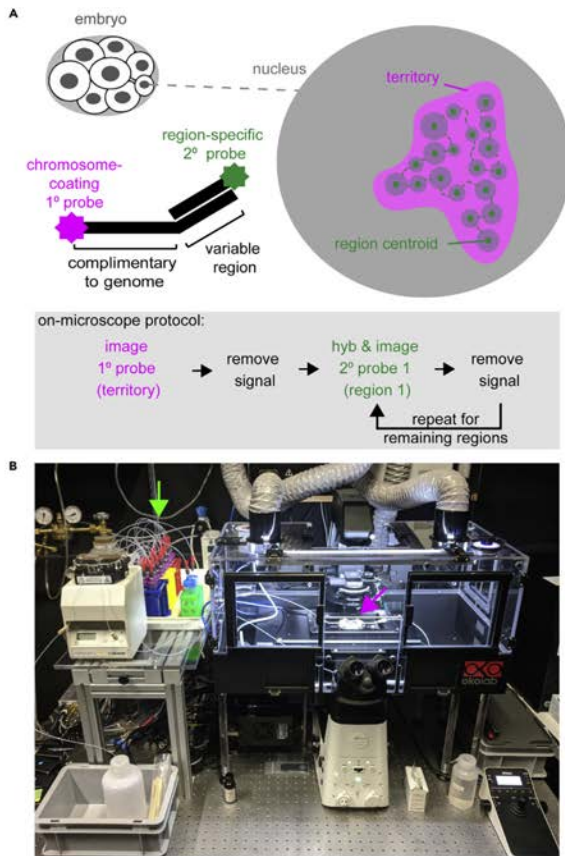 A
embryo
nucleus
territory
region-specific
2º probe
chromosome-
coating
1º probe
region centroid
complimentary
to genome
variable
region
on-microscope protocol:
image
1º probe
(territory)
remove
signal
hyb & image
2º probe 1
(region 1)
remove
signal
repeat for
remaining regions
B
okolab